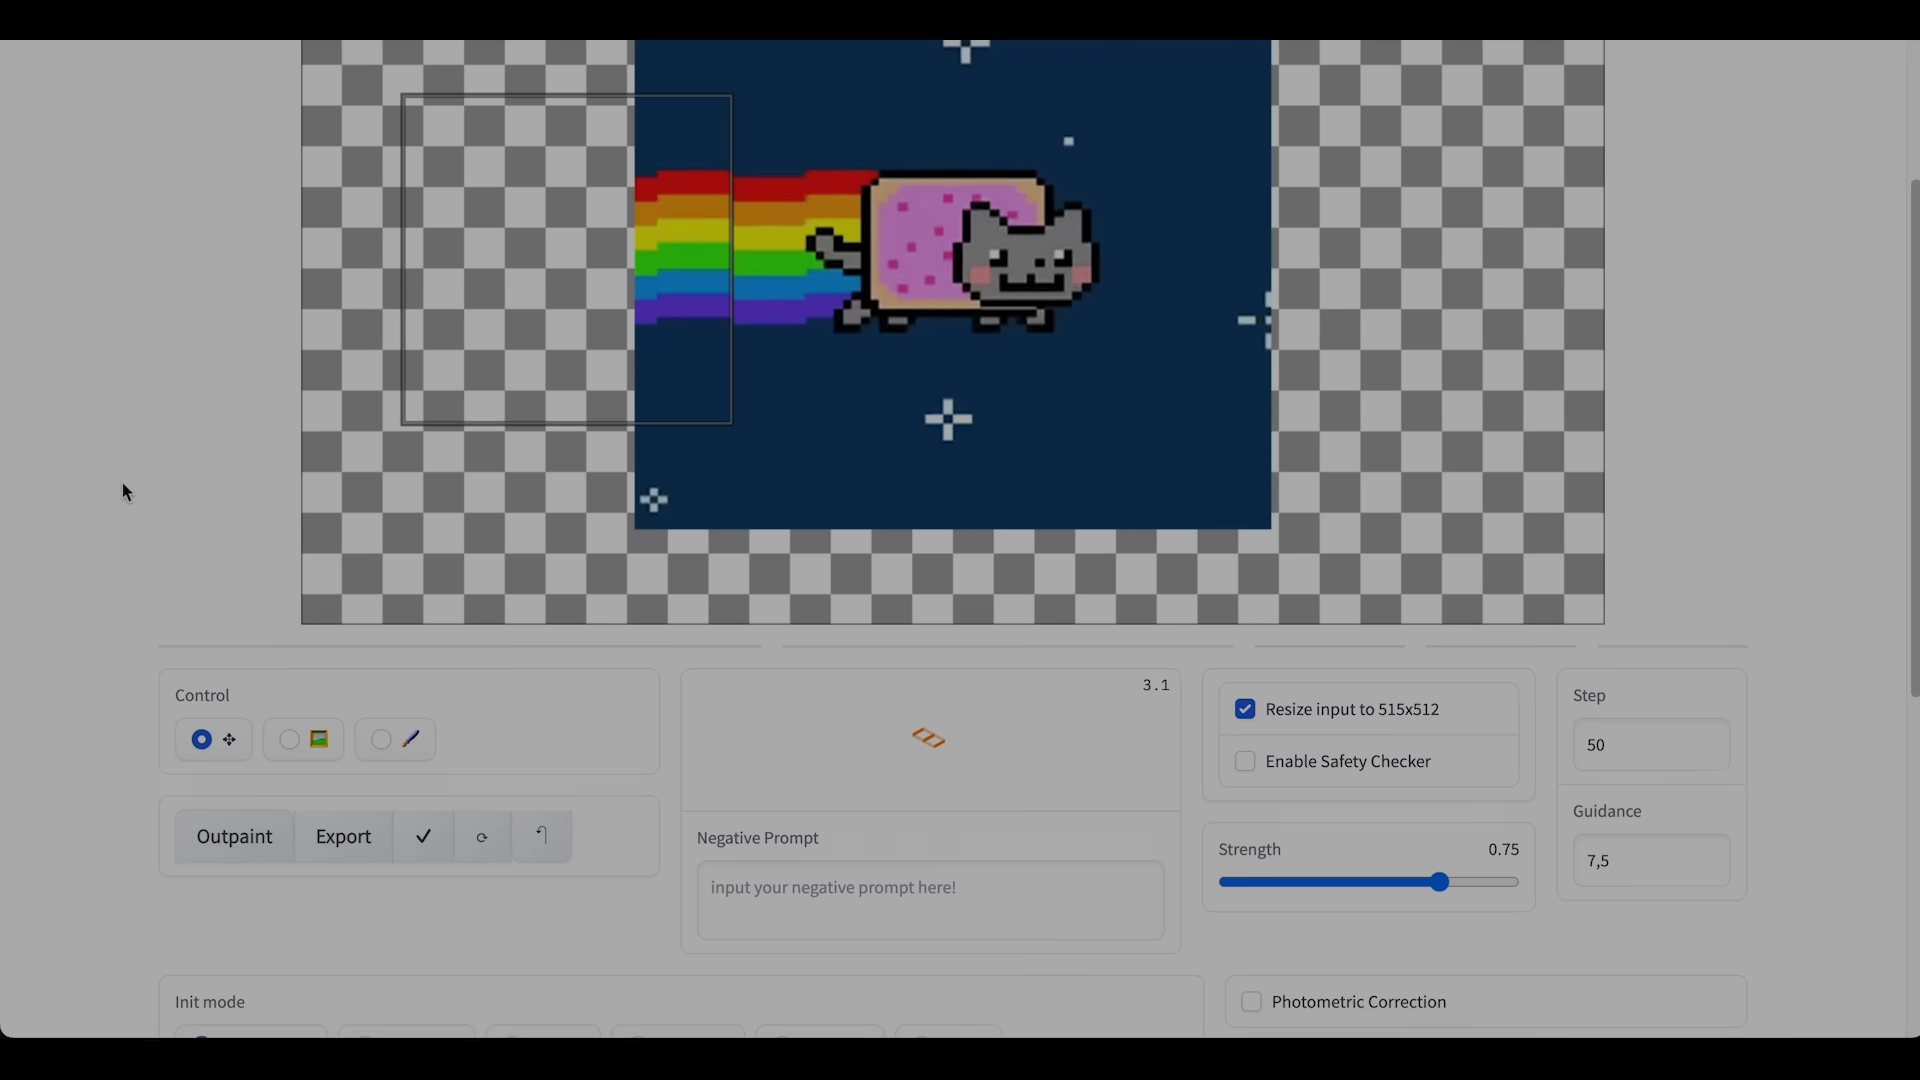 Control
Outpaint Export
3.1
Negative Prompt
input your negative prompt here!
Resize input to 515x512
Enable Safety Checker
Strength 0.75
Step
50
Guidance
7,5
Init mode
Photometric Correction